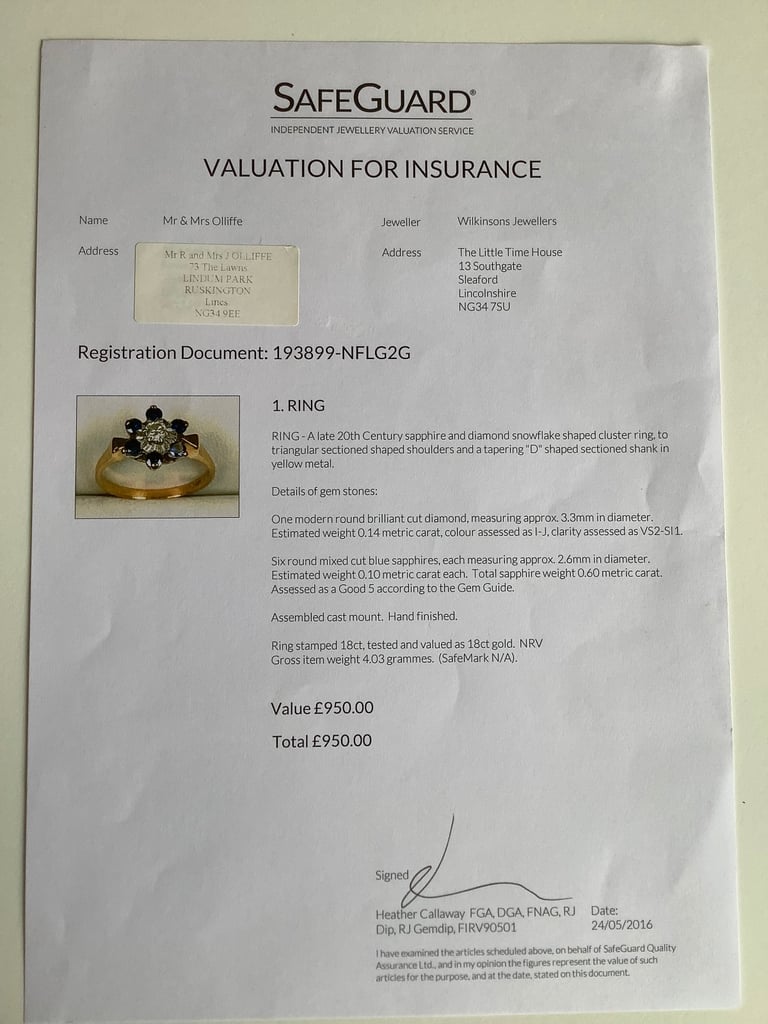 SAFEGUARD®
INDEPENDENT JEWELLERY VALUATION SERVICE
VALUATION FOR INSURANCE
Name Mr & Mrs Olliffe
Jeweller Wilkinsons Jewellers
Address
Mr R and Mrs J OLLIFFE
73 The Lawns
LINDUM PARK
RUSKINGTON
Lincs
NG34 9EE
Address The Little Time House
13 Southgate
Sleaford
Lincolnshire
NG34 7SU
Registration Document: 193899-NFLG2G
1. RING
RING - A late 20th Century sapphire and diamond snowflake shaped cluster ring, to
triangular sectioned shaped shoulders and a tapering "D" shaped sectioned shank in
yellow metal.
Details of gem stones:
One modern round brilliant cut diamond, measuring approx. 3.3mm in diameter.
Estimated weight 0.14 metric carat, colour assessed as I-J, clarity assessed as VS2-SI1.
Six round mixed cut blue sapphires, each measuring approx. 2.6mm in diameter.
Estimated weight 0.10 metric carat each. Total sapphire weight 0.60 metric carat.
Assessed as a Good 5 according to the Gem Guide.
Assembled cast mount. Hand finished.
Ring stamped 18ct, tested and valued as 18ct gold. NRV
Gross item weight 4.03 grammes. (SafeMark N/A).
Value £950.00
Total £950.00
Signed
Heather Callaway FGA, DGA, FNAG, RJ
Dip, RJ Gemdip, FIRV90501
Date:
24/05/2016
I have examined the articles scheduled above, on behalf of SafeGuard Quality
Assurance Ltd., and in my opinion the figures represent the value of such
articles for the purpose, and at the date, stated on this document.